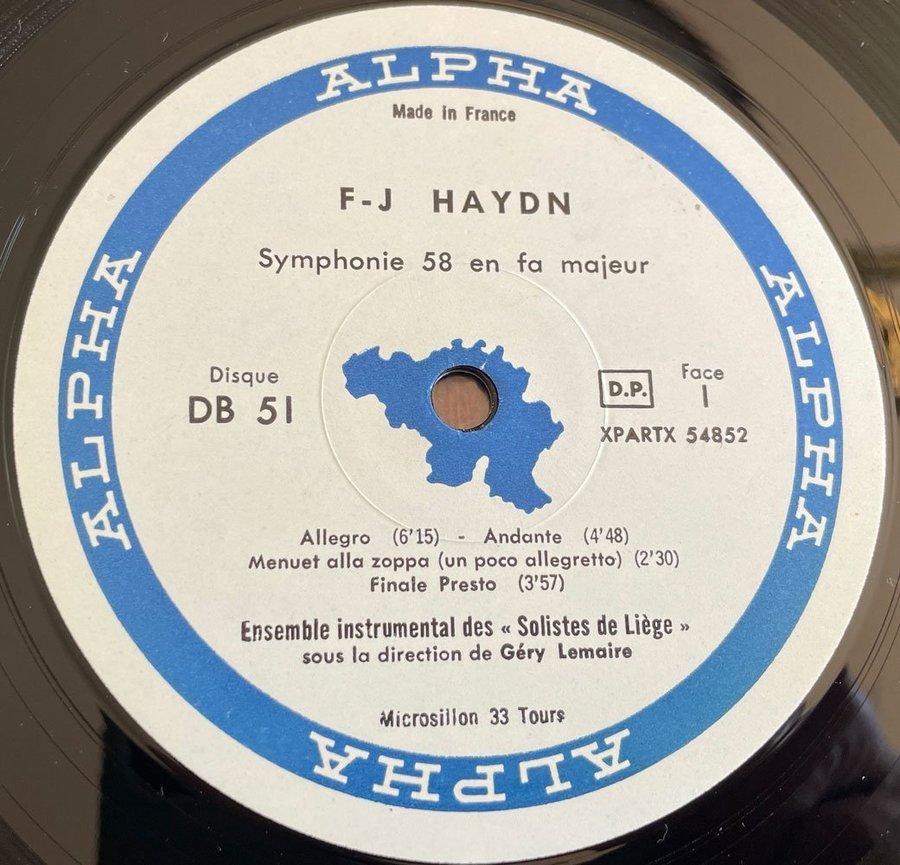 ALPHA
Made in France
F-J HAYDN
Symphonie 58 en fa majeur
ALPHA
ALPHA
Disque
DB 51
D.P.
Face
1
XPARTX 54852
Allegro (6'15) - Andante (4'48)
Menuet alla zoppa (un poco allegretto) (2'30)
Finale Presto (3'57)
Ensemble instrumental des « Solistes de Liège »
sous la direction de Géry Lemaire
Microsillon 33 Tours
ALPHA